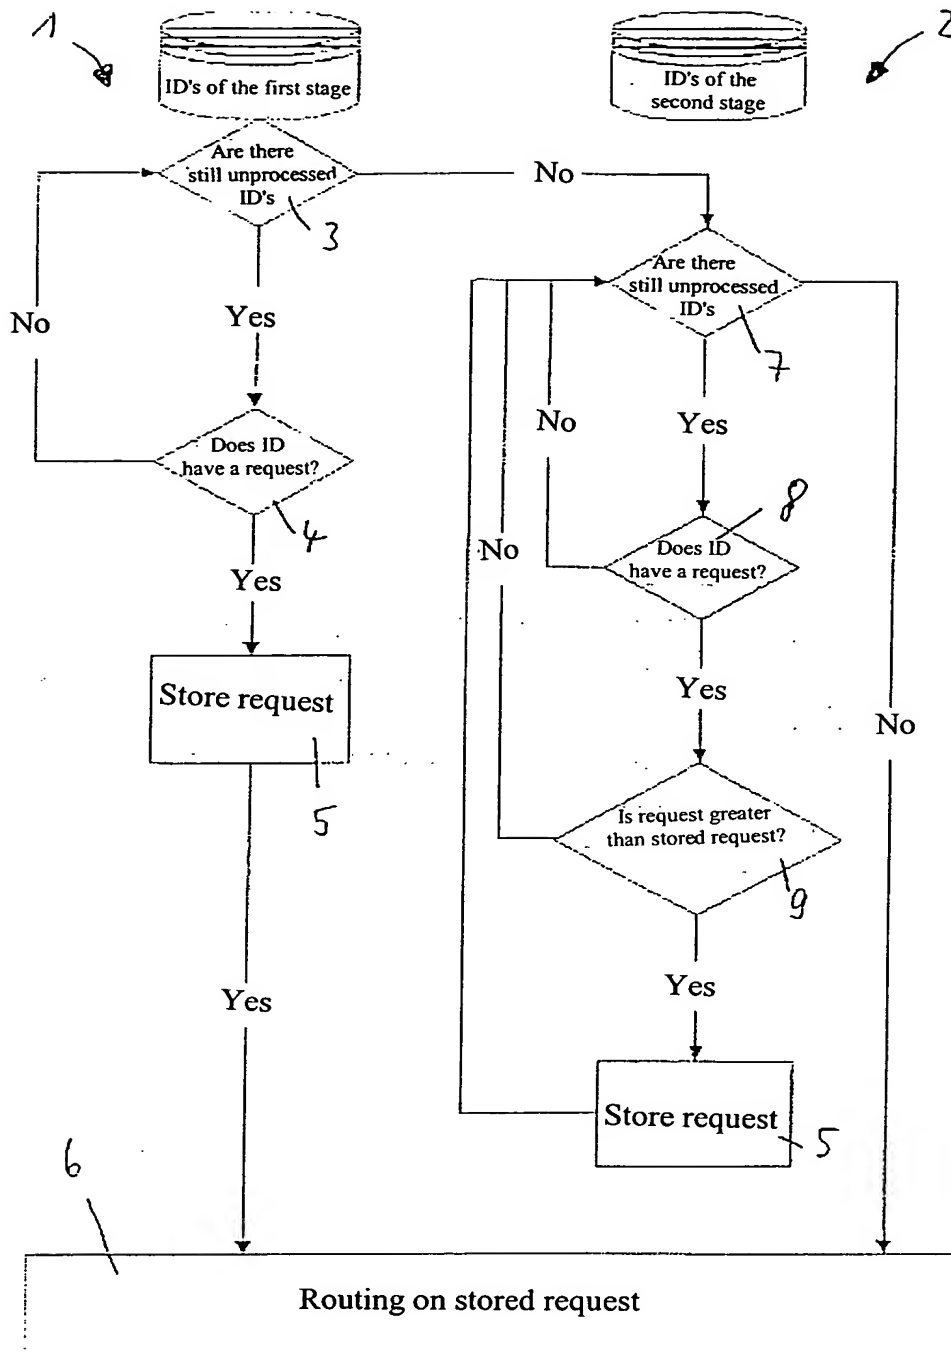 1
2
ID's of the first stage
ID's of the
second stage
Are there
still unprocessed
ID's
3
No
Are there
still unprocessed
ID's
7
No
Yes
No
Yes
Does ID
have a request?
4
8
No
Does ID
have a request?
Yes
Store request
5
Yes
No
Is request greater
than stored request?
9
Yes
Yes
Store request
5
6
Routing on stored request